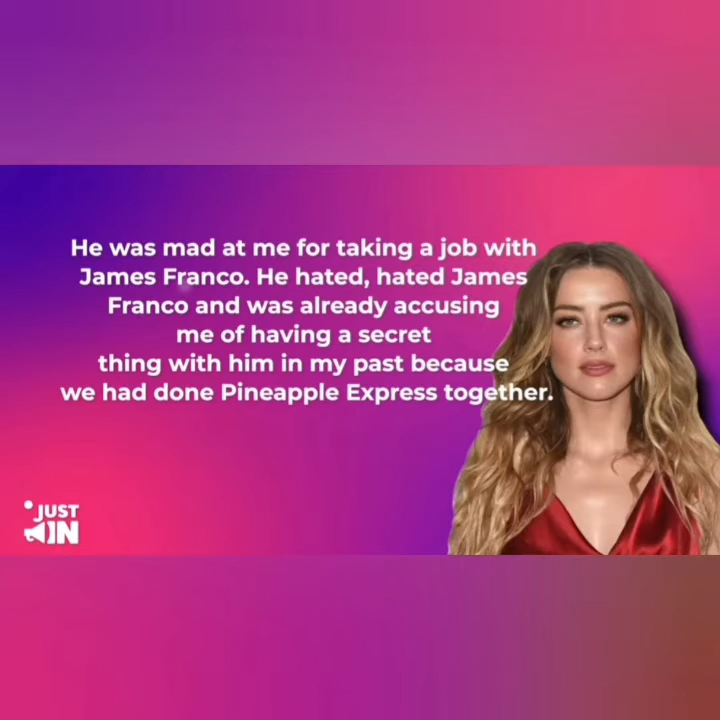 He was mad at me for taking a job with
James Franco. He hated, hated James
Franco and was already accusing
me of having a secret
thing with him in my past because
we had done Pineapple Express together.
JUST
IN